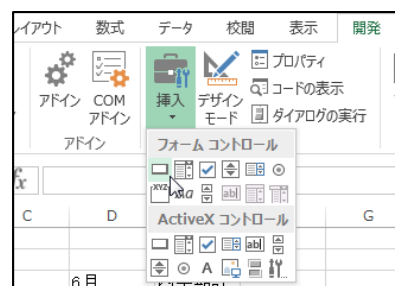 イアウト 数式 データ 校閲 表示 開発
アドイン COM アドイン 挿入 デザイン モード プロパティ
コードの表示
ダイアログの実行
アドイン
フォーム コントロール
XYZ Aa ab
ActiveX コントロール
ab
A
fx
C D G
6月